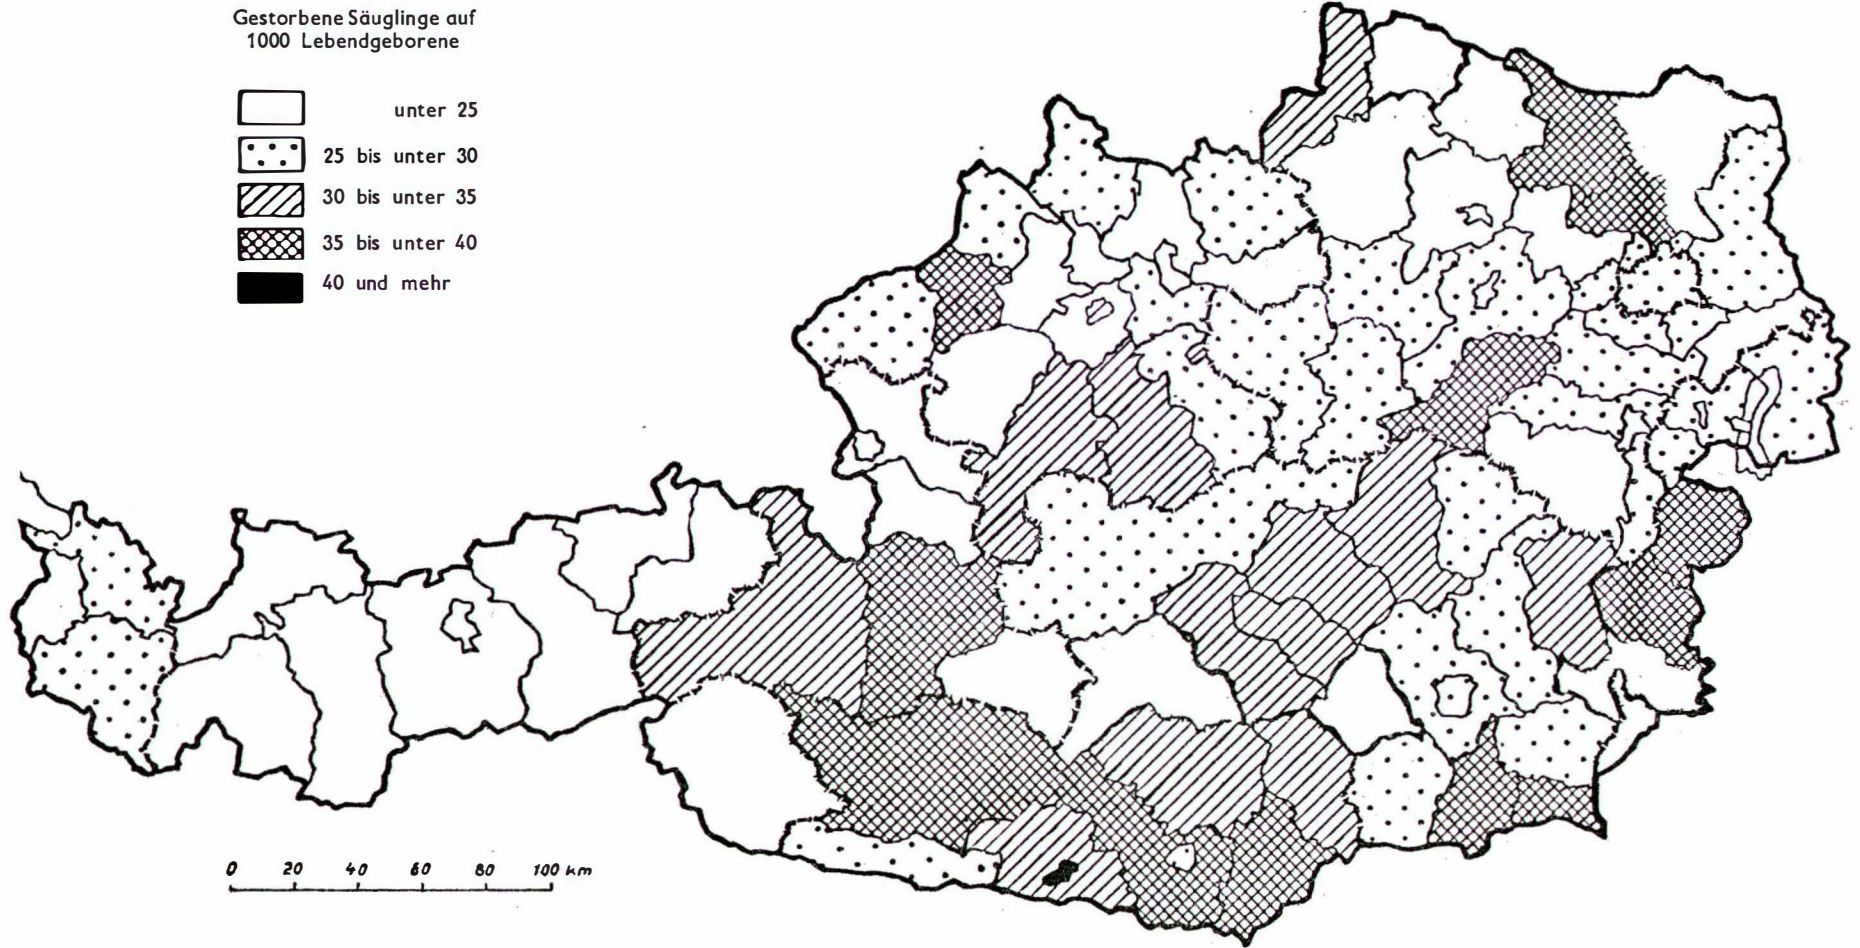 Gestorbene Säuglinge auf
1000 Lebendgeborene
unter 25
25 bis unter 30
30 bis unter 35
35 bis unter 40
40 und mehr
0 20 40 60 80 100 km